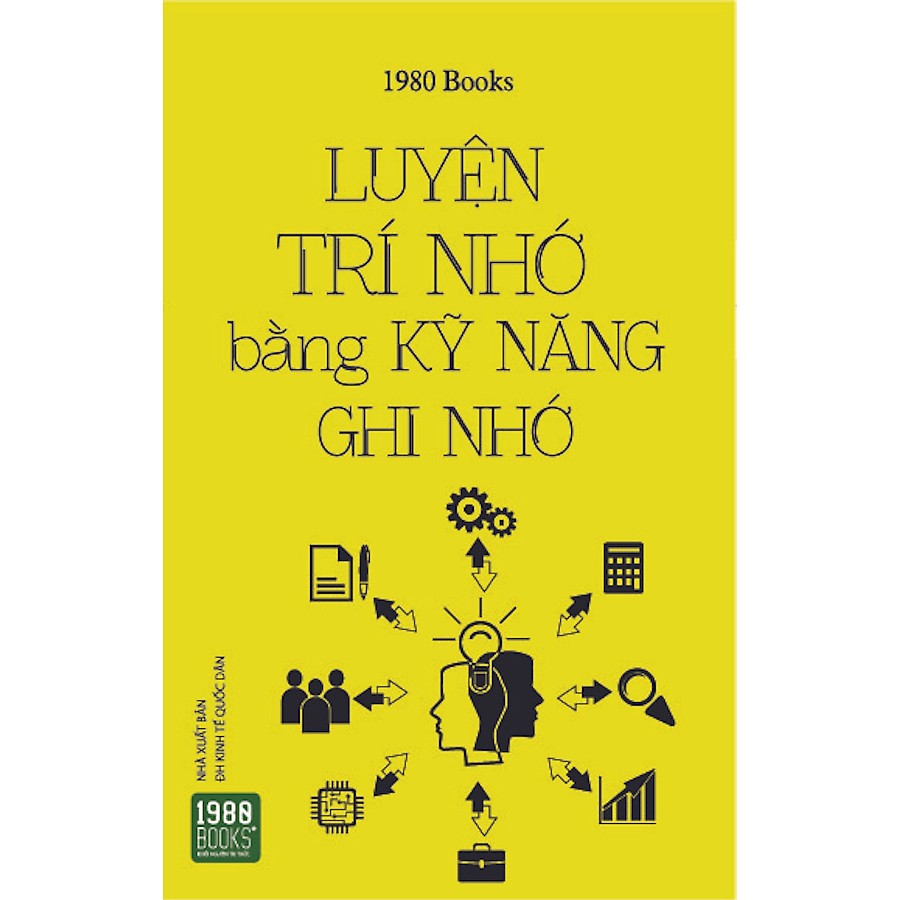 1980 Books
LUYỆN
TRÍ NHỚ
bằng KỸ NĂNG
GHI NHỚ
NHÀ XUẤT BẢN
ĐH KINH TẾ QUỐC DÂN
1980
BOOKS